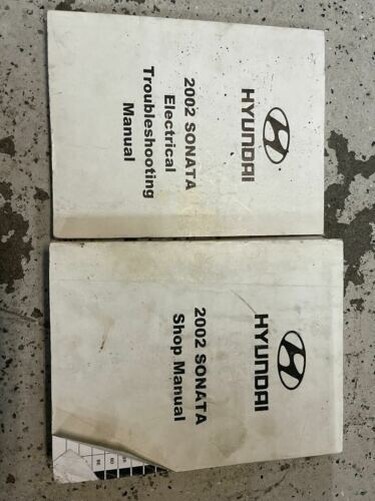 HYUNDAI
2002 SONATA
Electrical
Troubleshooting
Manual
HYUNDAI
2002 SONATA
Shop Manual